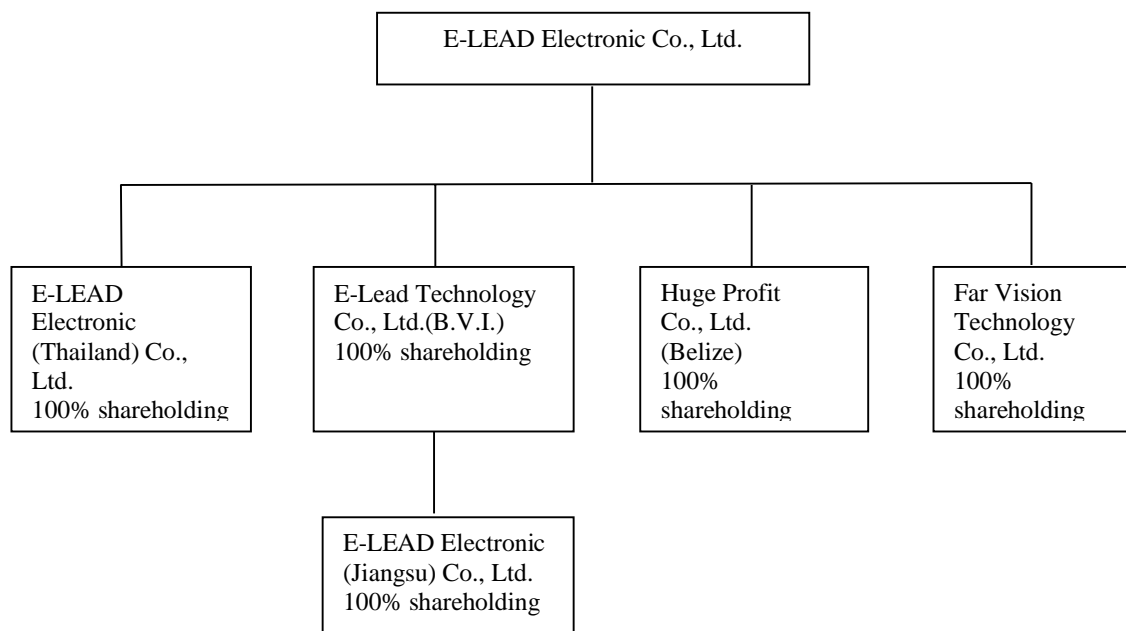 E-LEAD Electronic Co., Ltd.
E-LEAD
Electronic
(Thailand) Co.,
Ltd.
100% shareholding
E-Lead Technology
Co., Ltd.(B.V.I.)
100% shareholding
Huge Profit
Co., Ltd.
(Belize)
100%
shareholding
Far Vision
Technology
Co., Ltd.
100%
shareholding
E-LEAD Electronic
(Jiangsu) Co., Ltd.
100% shareholding